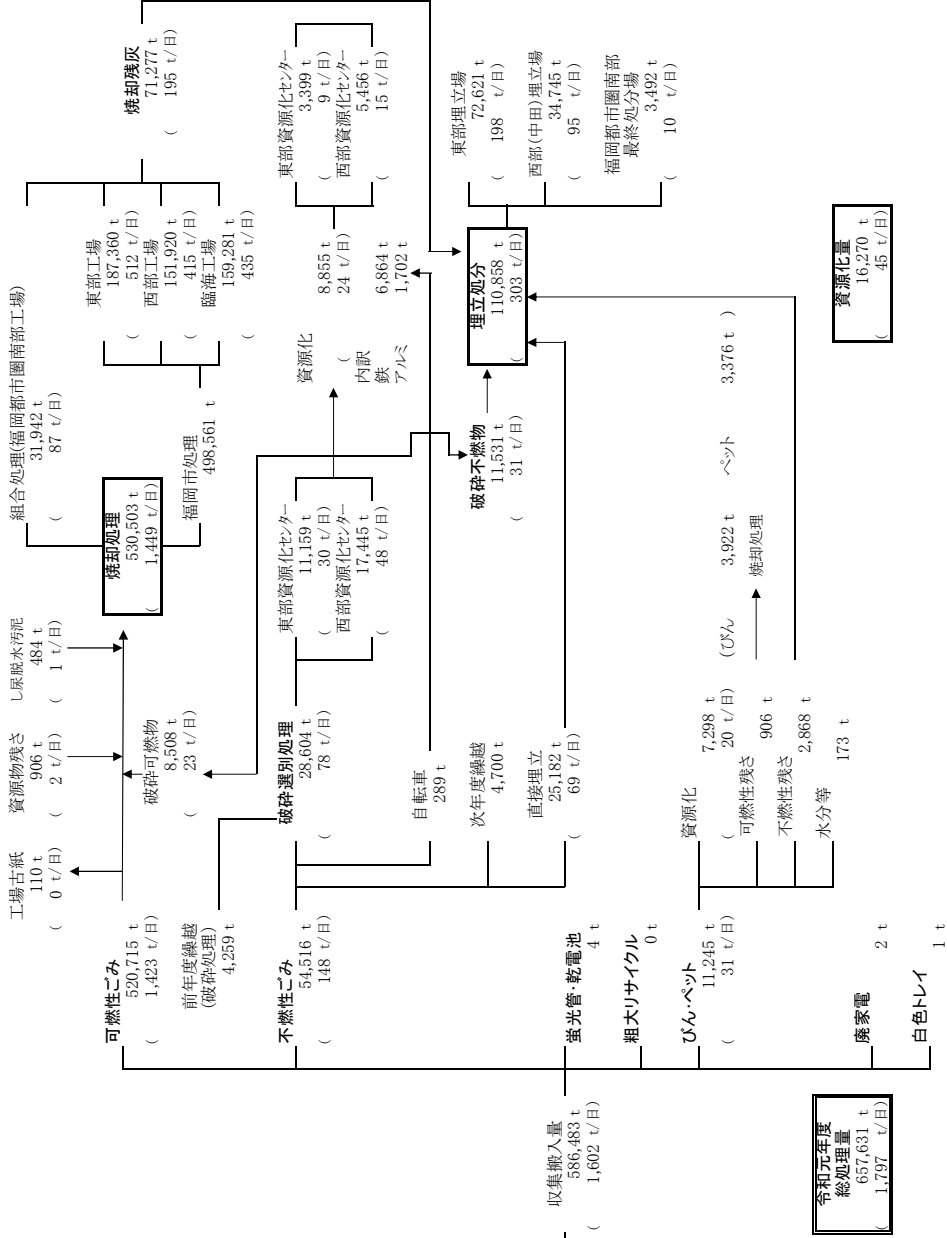 令和元年度
総処理量
657,631 t
( 1,797 t/日)
収集搬入量
586,483 t
( 1,602 t/日)
可燃性ごみ
520,715 t
( 1,423 t/日)
前年度繰越
(破砕処理)
4,259 t
不燃性ごみ
54,516 t
( 148 t/日)
蛍光管・乾電池
4 t
粗大リサイクル
0 t
びん・ペット
11,245 t
( 31 t/日)
廃家電
2 t
白色トレイ
1 t
工場古紙
110 t
( 0 t/日)
資源物残さ
906 t
( 2 t/日)
し尿脱水汚泥
484 t
( 1 t/日)
破砕可燃物
8,508 t
( 23 t/日)
破砕選別処理
28,604 t
( 78 t/日)
自転車
289 t
次年度繰越
4,700 t
直接埋立
25,182 t
( 69 t/日)
資源化
7,298 t
( 20 t/日)
(びん 3,922 t ペット 3,376 t )
可燃性残さ
906 t
焼却処理
不燃性残さ
2,868 t
水分等
173 t
焼却処理
530,503 t
( 1,449 t/日)
組合処理(福岡都市圏南部工場)
31,942 t
( 87 t/日)
福岡市処理
498,561 t
東部資源化センター
11,159 t
( 30 t/日)
西部資源化センター
17,445 t
( 48 t/日)
破砕不燃物
11,531 t
( 31 t/日)
東部工場
187,360 t
( 512 t/日)
西部工場
151,920 t
( 415 t/日)
臨海工場
159,281 t
( 435 t/日)
資源化
8,855 t
( 24 t/日)
内訳
鉄 6,864 t
アルミ 1,702 t
埋立処分
110,858 t
( 303 t/日)
資源化量
16,270 t
( 45 t/日)
焼却残灰
71,277 t
( 195 t/日)
東部資源化センター
3,399 t
( 9 t/日)
西部資源化センター
5,456 t
( 15 t/日)
東部埋立場
72,621 t
( 198 t/日)
西部(中田)埋立場
34,745 t
( 95 t/日)
福岡都市圏南部
最終処分場
3,492 t
( 10 t/日)